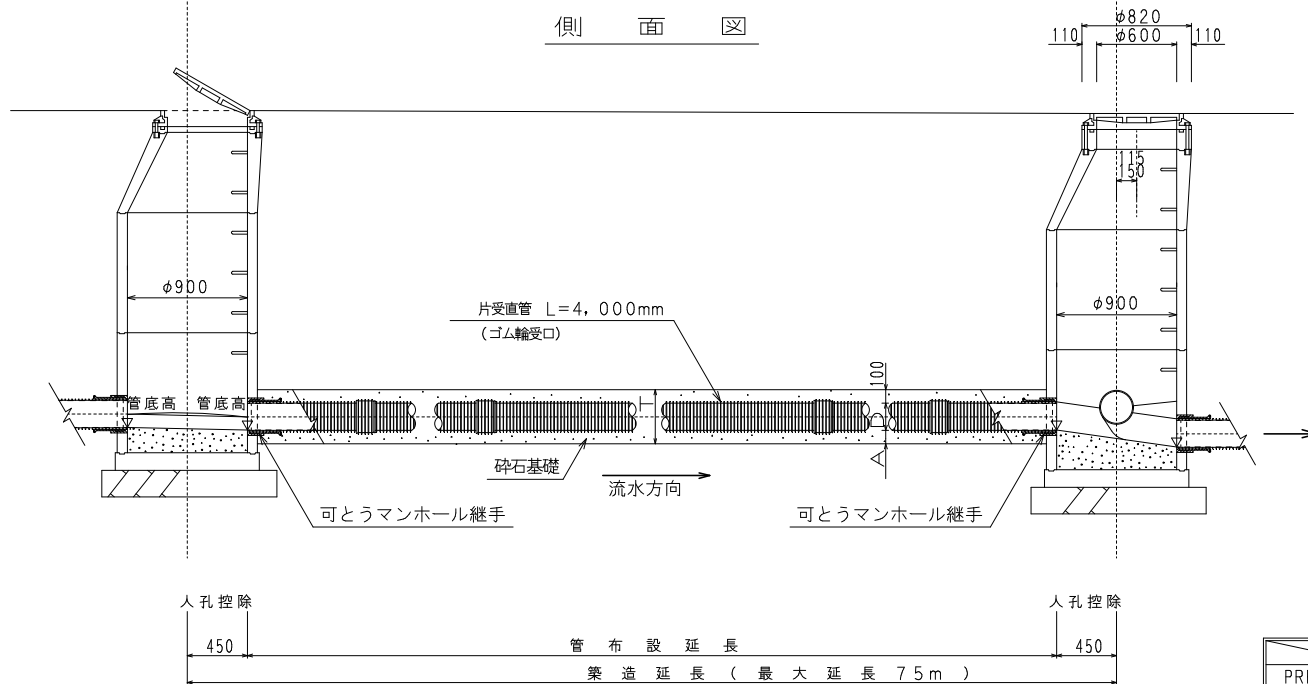 側 面 図
φ820
110 φ600 110
115
150
φ900
φ900
片受直管 L=4,000mm
(ゴム輪受口)
100
管底高 管底高
T
D
A
砕石基礎
流水方向
可とうマンホール継手
可とうマンホール継手
人孔控除
人孔控除
450
管 布 設 延 長
450
築 造 延 長 ( 最 大 延 長 75m )